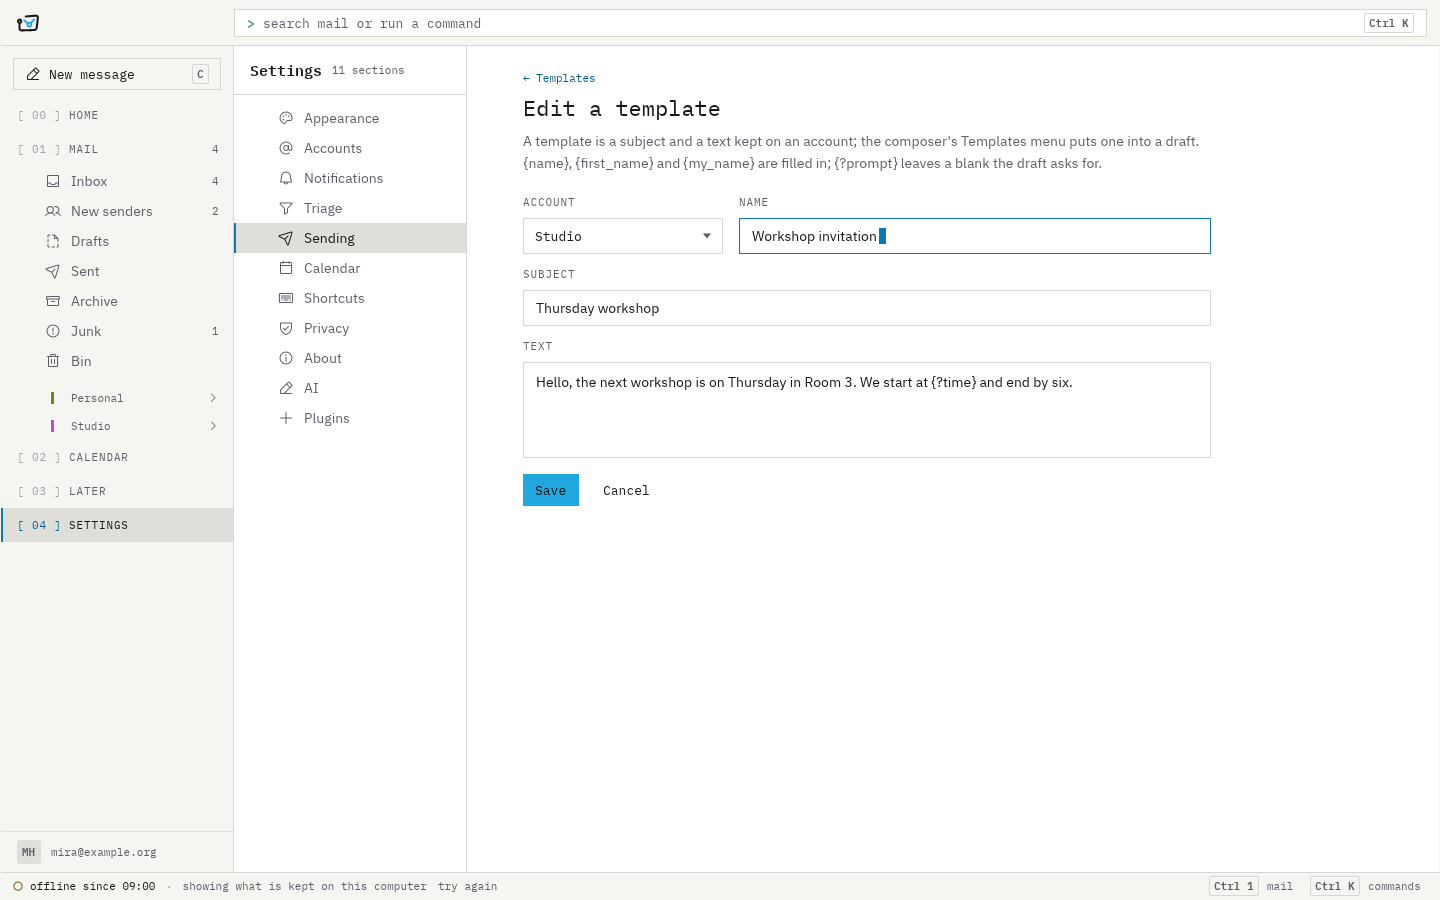 > search mail or run a command Ctrl K
New message C
[ 00 ] HOME
[ 01 ] MAIL 4
Inbox 4
New senders 2
Drafts
Sent
Archive
Junk 1
Bin
Personal
Studio
[ 02 ] CALENDAR
[ 03 ] LATER
[ 04 ] SETTINGS
MH mira@example.org
Settings 11 sections
Appearance
Accounts
Notifications
Triage
Sending
Calendar
Shortcuts
Privacy
About
AI
Plugins
← Templates
Edit a template
A template is a subject and a text kept on an account; the composer's Templates menu puts one into a draft.
{name}, {first_name} and {my_name} are filled in; {?prompt} leaves a blank the draft asks for.
ACCOUNT NAME
Studio Workshop invitation
SUBJECT
Thursday workshop
TEXT
Hello, the next workshop is on Thursday in Room 3. We start at {?time} and end by six.
Save Cancel
offline since 09:00 · showing what is kept on this computer try again Ctrl 1 mail Ctrl K commands